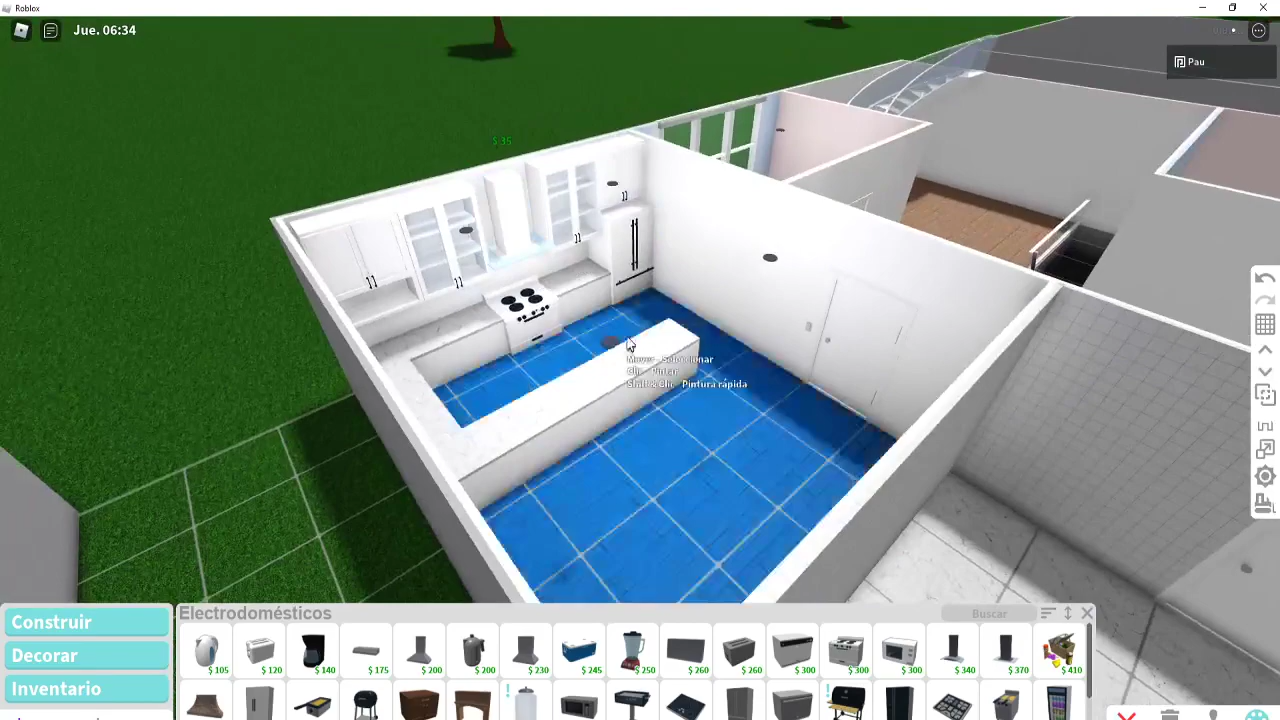 Roblox
Jue. 06:34
Pau
$ 35
Mover - Seleccionar
Clic - Pintar
Shift+Clic - Pintura rápida
Construir
Decorar
Inventario
Electrodomésticos
Buscar
$ 105 $ 120 $ 140 $ 175 $ 200 $ 200 $ 230 $ 245 $ 250 $ 260 $ 260 $ 300 $ 300 $ 300 $ 340 $ 370 $ 410